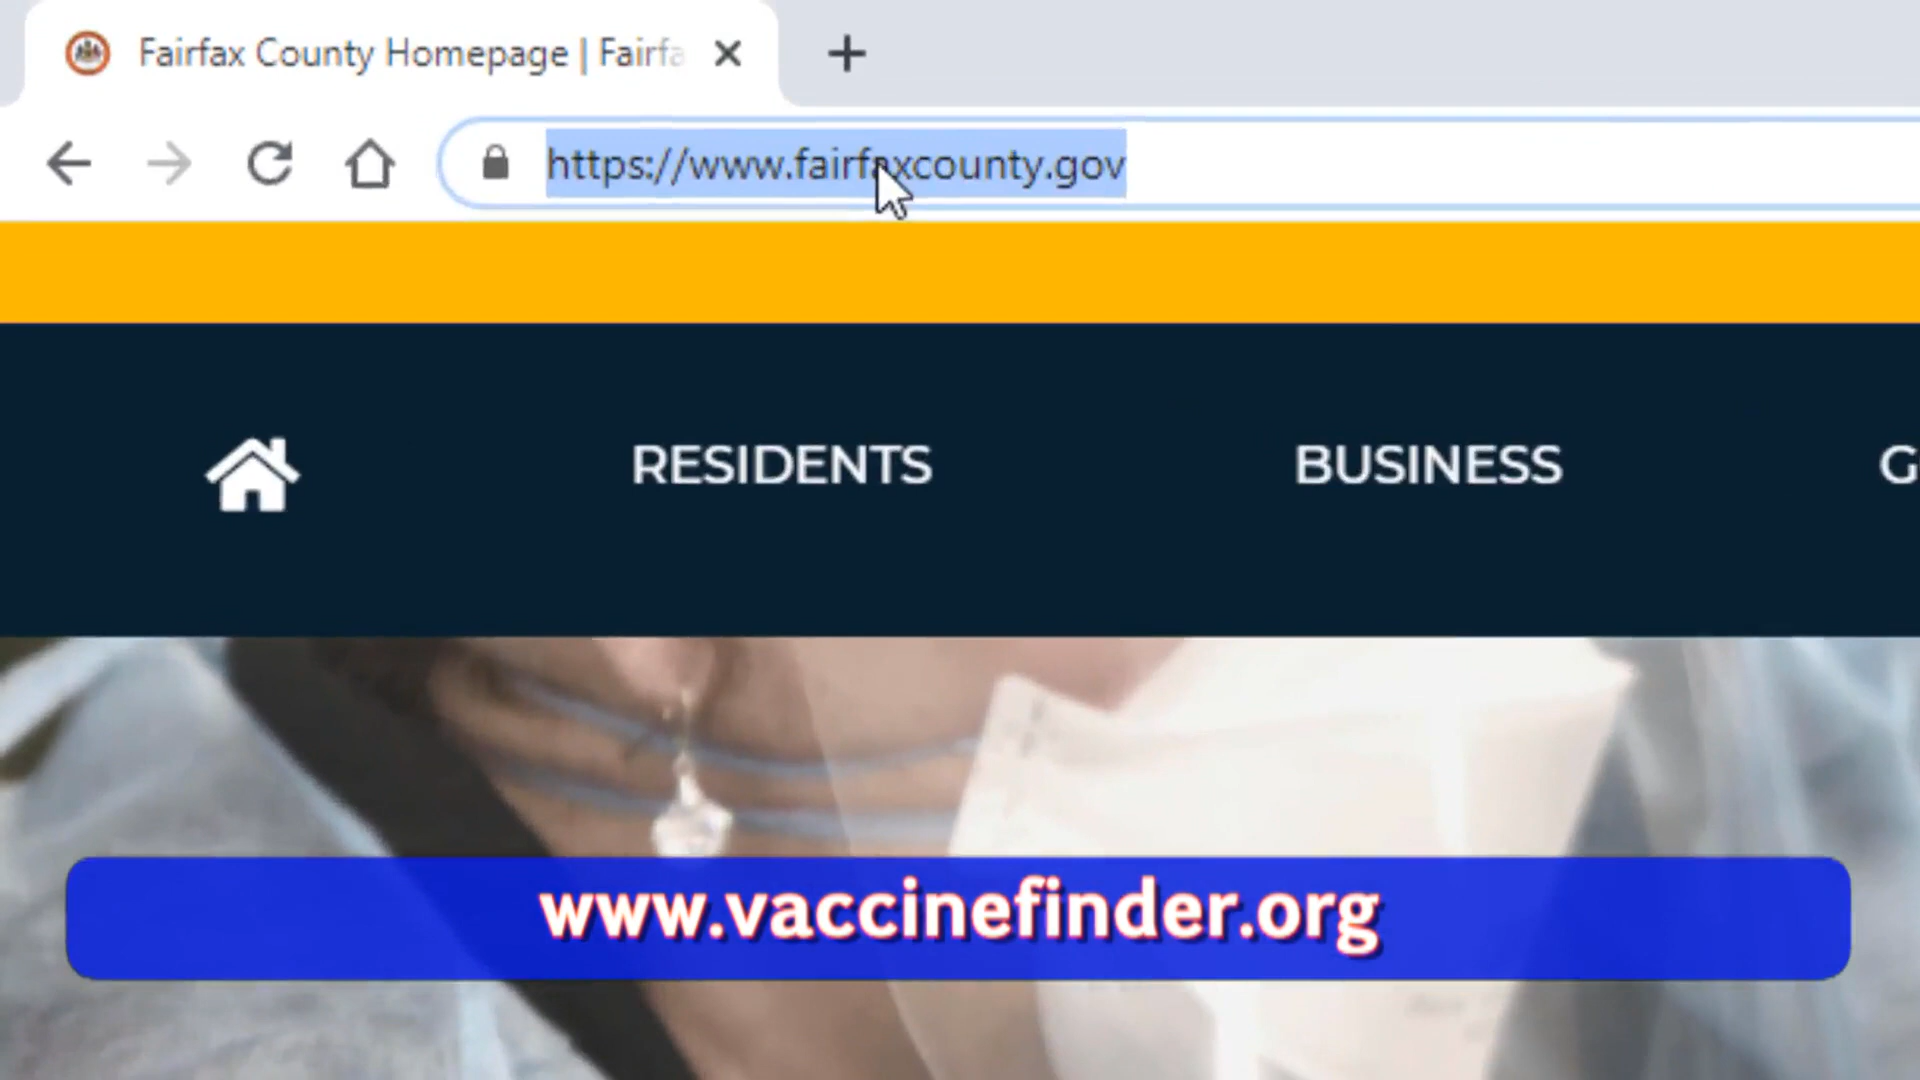 Fairfax County Homepage | Fairfa
https://www.fairfaxcounty.gov
RESIDENTS
BUSINESS
G
www.vaccinefinder.org